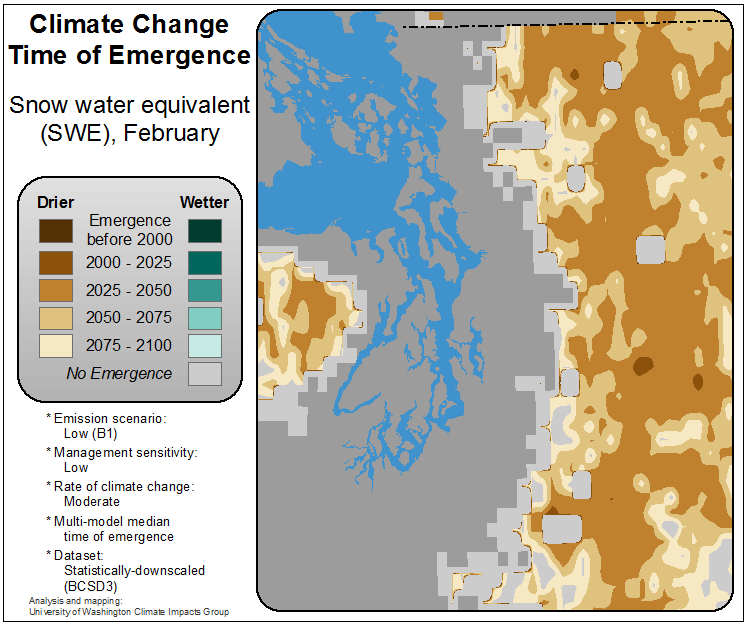 Climate Change
Time of Emergence
Snow water equivalent
(SWE), February
Drier Wetter
Emergence
before 2000
2000 - 2025
2025 - 2050
2050 - 2075
2075 - 2100
No Emergence
* Emission scenario:
Low (B1)
* Management sensitivity:
Low
* Rate of climate change:
Moderate
* Multi-model median
time of emergence
* Dataset:
Statistically-downscaled
(BCSD3)
Analysis and mapping:
University of Washington Climate Impacts Group